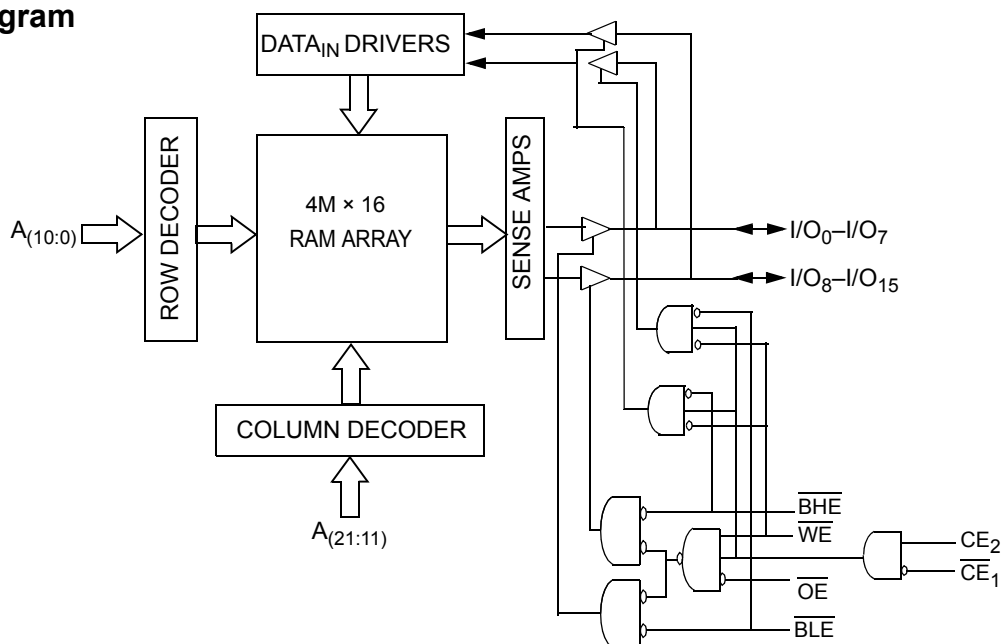 gram
DATAIN DRIVERS
ROW DECODER
A(10:0)
4M × 16
RAM ARRAY
SENSE AMPS
I/O0–I/O7
I/O8–I/O15
COLUMN DECODER
A(21:11)
BHE
WE
CE2
CE1
OE
BLE